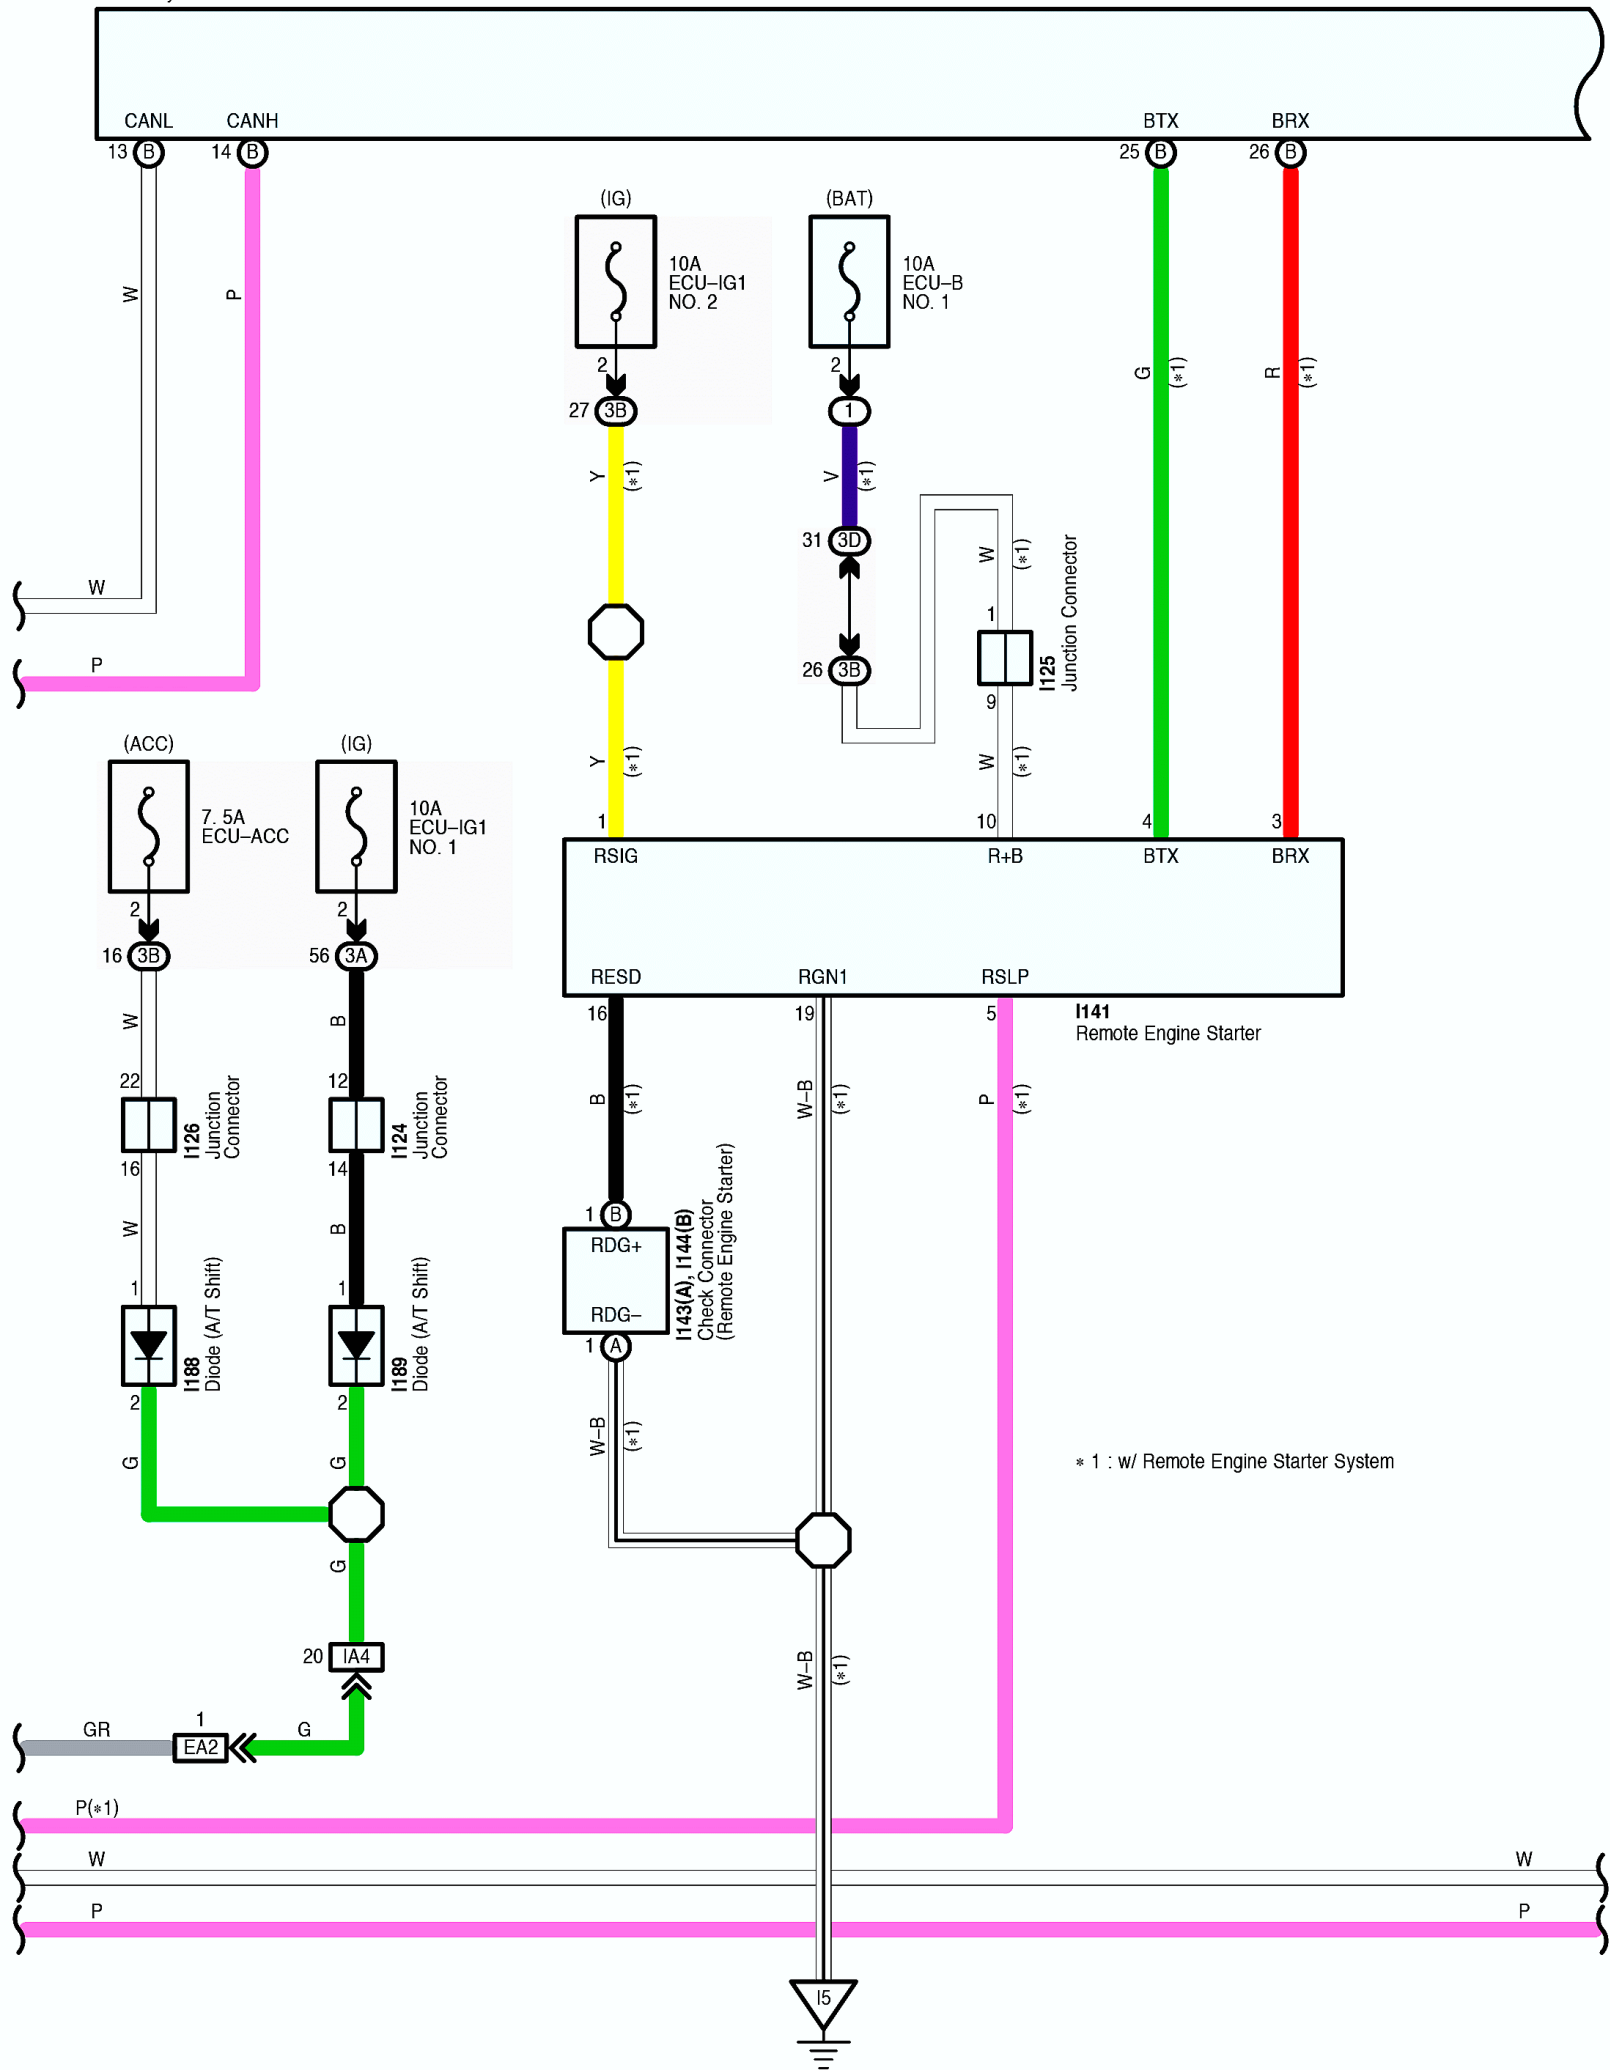 CANL CANH BTX BRX
13 B 14 B 25 B 26 B
(IG) (BAT)
10A
ECU–IG1
NO. 2
10A
ECU–B
NO. 1
W P
2 2
G (*1) R (*1)
27 3B 1
Y (*1) V (*1)
31 3D
W (*1)
I125
Junction Connector
W
1
P
26 3B
9
(ACC) (IG)
Y (*1) W (*1)
7. 5A
ECU–ACC
10A
ECU–IG1
NO. 1
1 10 4 3
RSIG R+B BTX BRX
2 2
16 3B 56 3A
RESD RGN1 RSLP
16 19 5
I141
Remote Engine Starter
W B
22 12
B (*1) W–B (*1) P (*1)
I126
Junction
Connector
I124
Junction
Connector
16 14
W B
1 B
RDG+
RDG–
1 A
I143(A), I144(B)
Check Connector
(Remote Engine Starter)
1 1
I188
Diode (A/T Shift)
I189
Diode (A/T Shift)
2 2
G G
W–B (*1)
* 1 : w/ Remote Engine Starter System
G
20 IA4
W–B (*1)
GR 1 EA2 G
P(*1)
W W
P P
I5